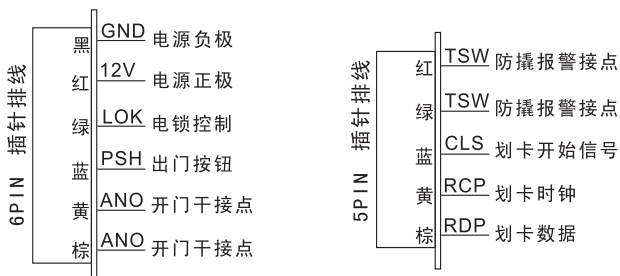 6PIN 插针排线
黑 GND 电源负极
红 12V 电源正极
绿 LOK 电锁控制
蓝 PSH 出门按钮
黄 ANO 开门干接点
棕 ANO 开门干接点
5PIN 插针排线
红 TSW 防撬报警接点
绿 TSW 防撬报警接点
蓝 CLS 划卡开始信号
黄 RCP 划卡时钟
棕 RDP 划卡数据